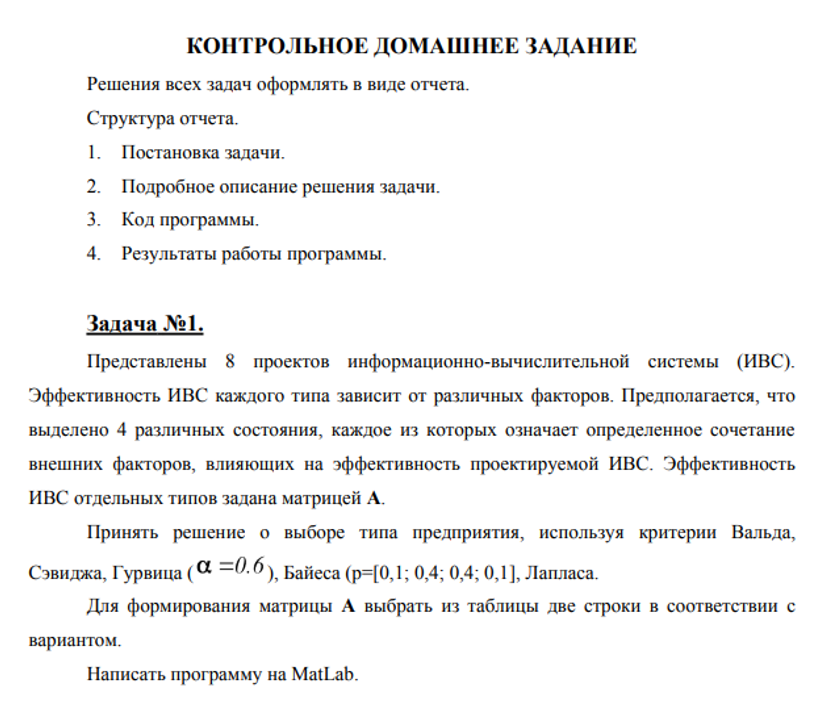 КОНТРОЛЬНОЕ ДОМАШНЕЕ ЗАДАНИЕ
Решения всех задач оформлять в виде отчета.
Структура отчета.
1. Постановка задачи.
2. Подробное описание решения задачи.
3. Код программы.
4. Результаты работы программы.
Задача №1.
Представлены 8 проектов информационно-вычислительной системы (ИВС).
Эффективность ИВС каждого типа зависит от различных факторов. Предполагается, что
выделено 4 различных состояния, каждое из которых означает определенное сочетание
внешних факторов, влияющих на эффективность проектируемой ИВС. Эффективность
ИВС отдельных типов задана матрицей А.
Принять решение о выборе типа предприятия, используя критерии Вальда,
Сэвиджа, Гурвица ( α =0.6 ), Байеса (p=[0,1; 0,4; 0,4; 0,1], Лапласа.
Для формирования матрицы А выбрать из таблицы две строки в соответствии с
вариантом.
Написать программу на MatLab.